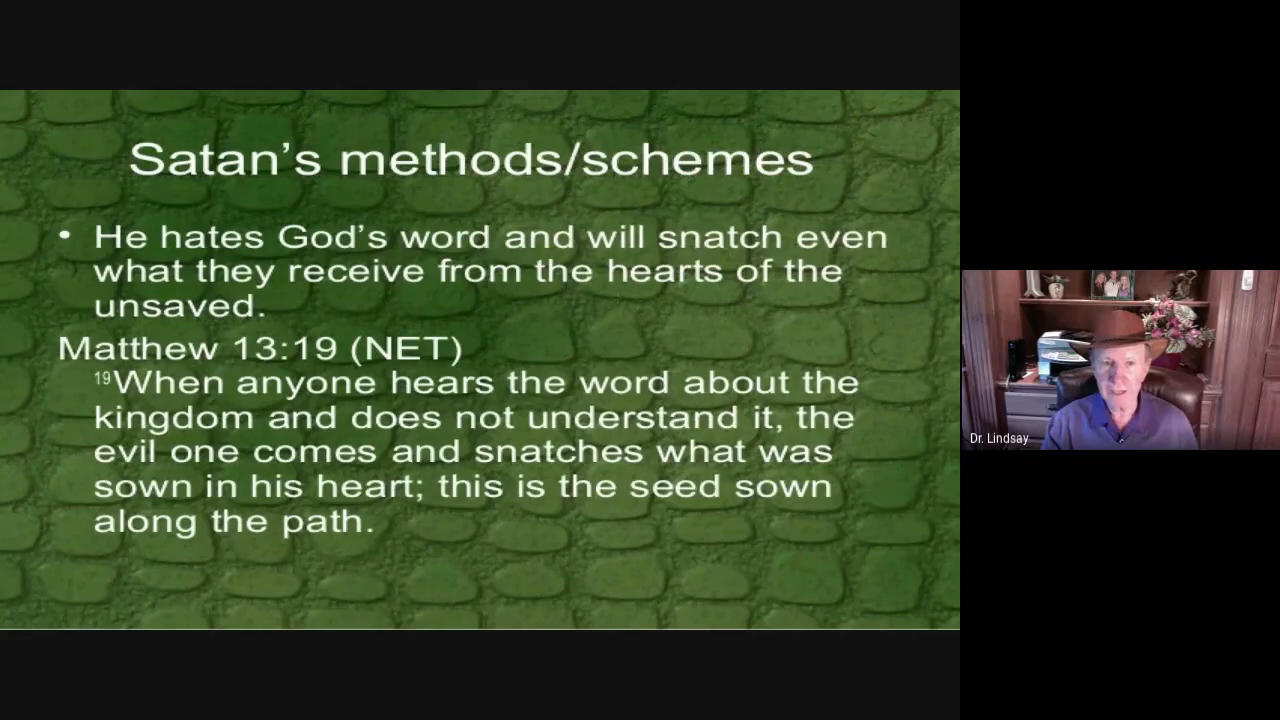 Satan’s methods/schemes
• He hates God’s word and will snatch even
what they receive from the hearts of the
unsaved.
Matthew 13:19 (NET)
19When anyone hears the word about the
kingdom and does not understand it, the
evil one comes and snatches what was
sown in his heart; this is the seed sown
along the path.
Dr. Lindsay